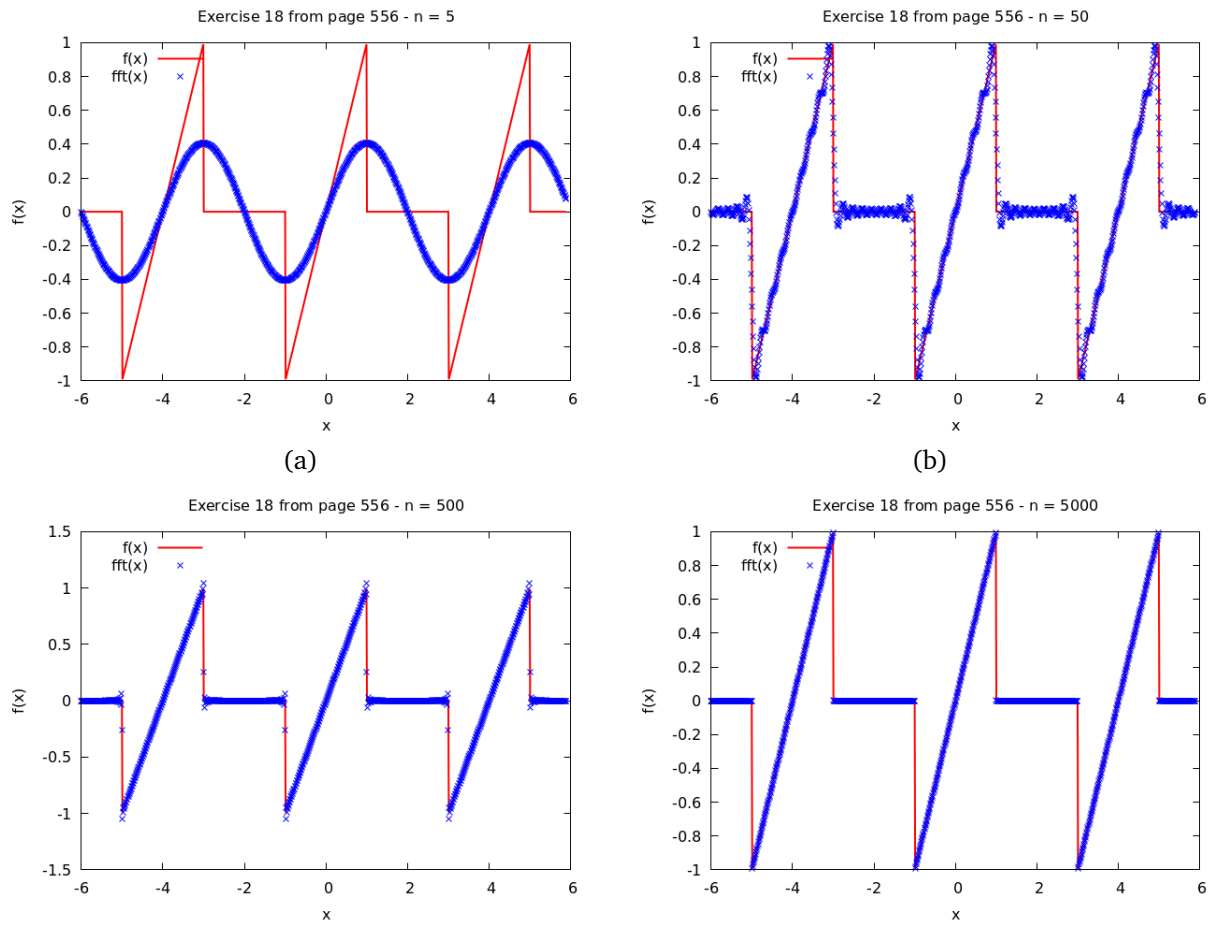 Exercise 18 from page 556 - n = 5
f(x)
fft(x)
1
0.8
0.6
0.4
0.2
0
-0.2
-0.4
-0.6
-0.8
-1
f(x)
-6 -4 -2 0 2 4 6
x
(a)
Exercise 18 from page 556 - n = 50
f(x)
fft(x)
1
0.8
0.6
0.4
0.2
0
-0.2
-0.4
-0.6
-0.8
-1
f(x)
-6 -4 -2 0 2 4 6
x
(b)
Exercise 18 from page 556 - n = 500
f(x)
fft(x)
1.5
1
0.5
0
-0.5
-1
-1.5
f(x)
-6 -4 -2 0 2 4 6
x
Exercise 18 from page 556 - n = 5000
f(x)
fft(x)
1
0.8
0.6
0.4
0.2
0
-0.2
-0.4
-0.6
-0.8
-1
f(x)
-6 -4 -2 0 2 4 6
x